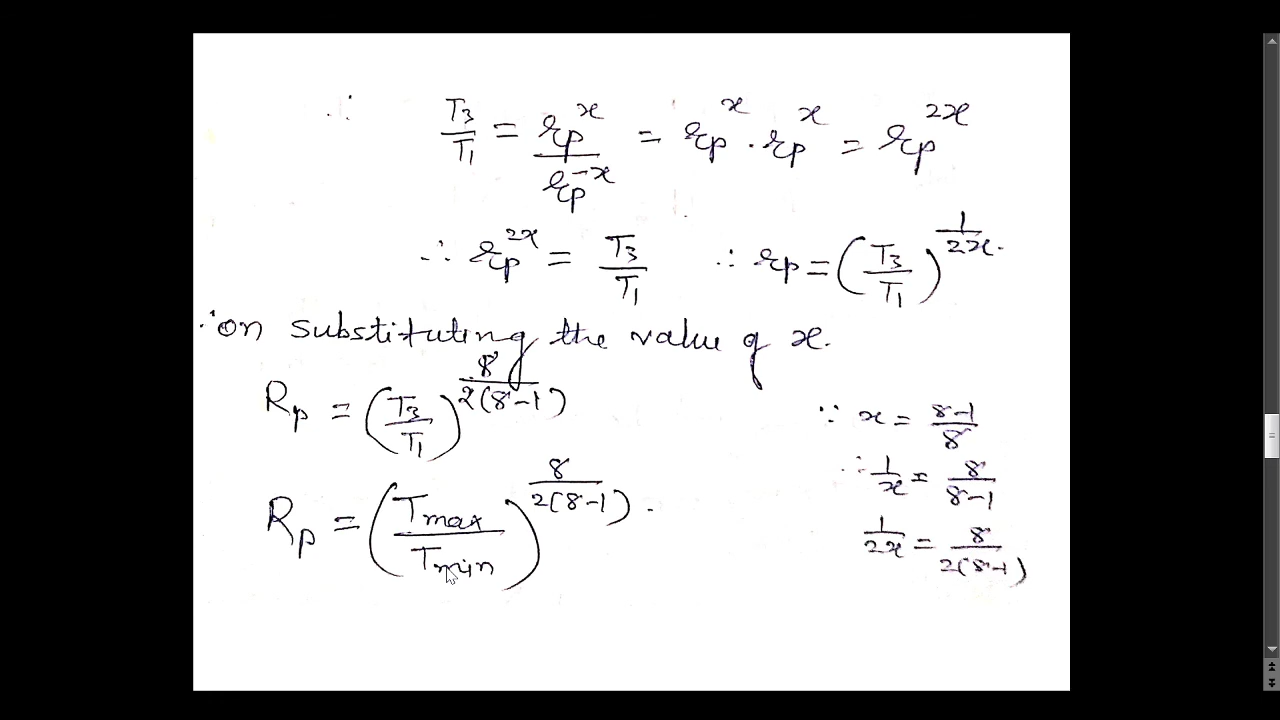 ∴ T₃/T₁ = rp^x / rp^-x = rp^x . rp^x = rp^2x
∴ rp^2x = T₃/T₁ ∴ rp = (T₃/T₁)^1/2x.
∴ on substituting the value of x.
Rp = (T₃/T₁)^γ/2(γ-1)
∵ x = γ-1/γ
∴ 1/x = γ/γ-1
Rp = (Tmax/Tmin)^γ/2(γ-1).
1/2x = γ/2(γ-1)